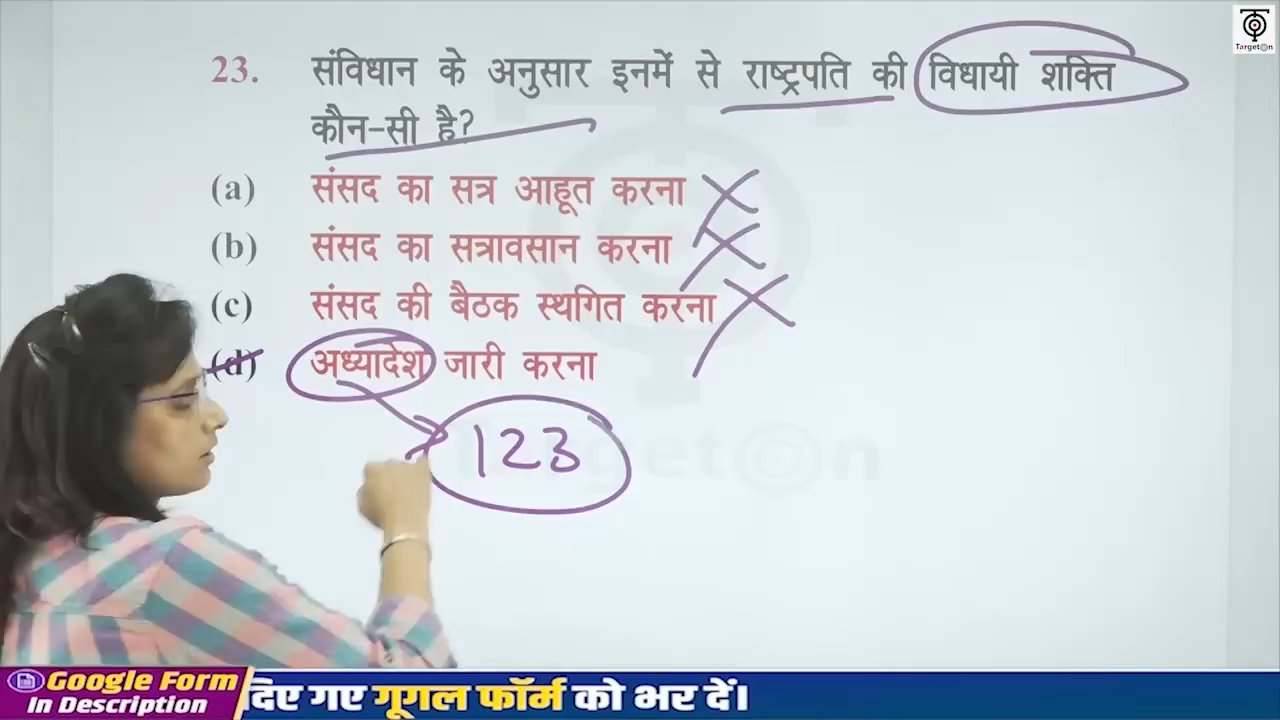 Target
23. संविधान के अनुसार इनमें से राष्ट्रपति की विधायी शक्ति
कौन-सी है?
(a) संसद का सत्र आहूत करना
(b) संसद का सत्रावसान करना
(c) संसद की बैठक स्थगित करना
(d) अध्यादेश जारी करना
123
Google Form
In Description
दिए गए गूगल फॉर्म को भर दें।